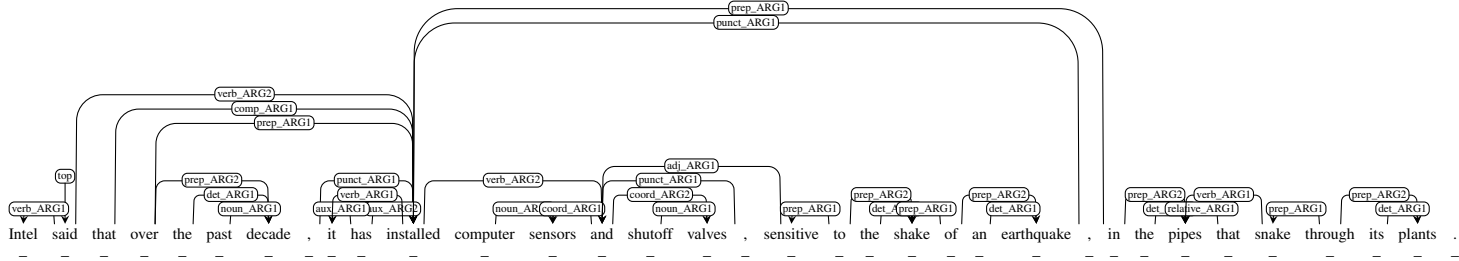 prep_ARG1
punct_ARG1
verb_ARG2
comp_ARG1
prep_ARG1
adj_ARG1
top prep_ARG2 punct_ARG1 verb_ARG2 punct_ARG1
det_ARG1 verb_ARG1 coord_ARG2 prep_ARG2 prep_ARG2 prep_ARG2 verb_ARG1 prep_ARG2
verb_ARG1 noun_ARG1 aux_ARG1 aux_ARG2 noun_AR coord_ARG1 noun_ARG1 prep_ARG1 det_A prep_ARG1 det_ARG1 det_ relative_ARG1 prep_ARG1 det_ARG1
Intel said that over the past decade , it has installed computer sensors and shutoff valves , sensitive to the shake of an earthquake , in the pipes that snake through its plants .
_ _ _ _ _ _ _ _ _ _ _ _ _ _ _ _ _ _ _ _ _ _ _ _ _ _ _ _ _ _ _ _ _ _